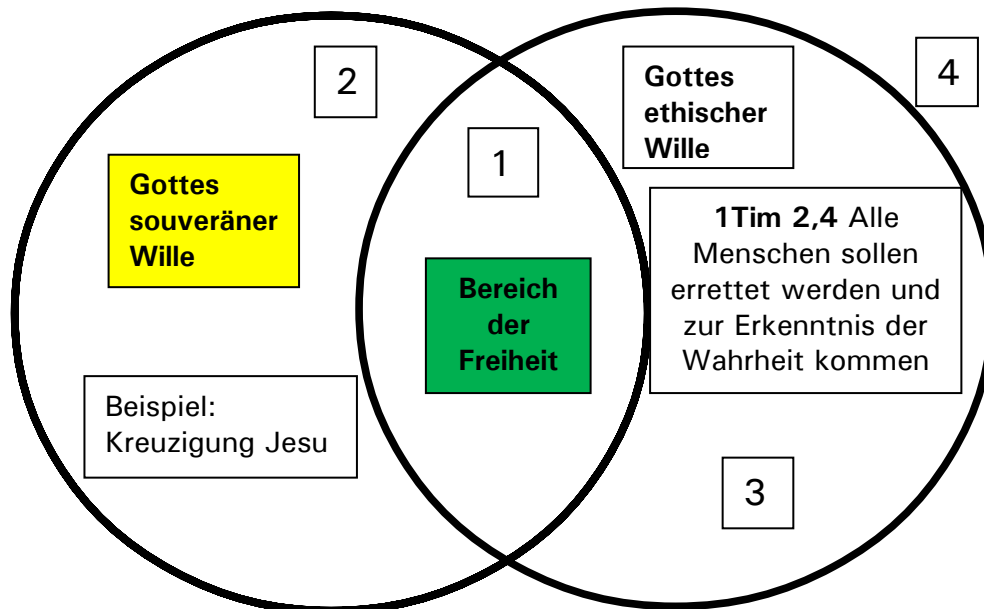 2
4
1
Gottes
ethischer
Wille
Gottes
souveräner
Wille
1Tim 2,4 Alle
Menschen sollen
errettet werden und
zur Erkenntnis der
Wahrheit kommen
Bereich
der
Freiheit
Beispiel:
Kreuzigung Jesu
3